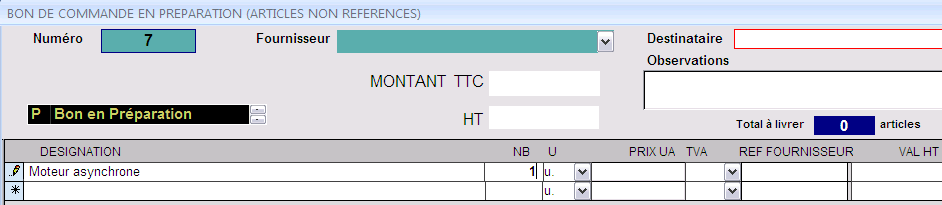 BON DE COMMANDE EN PREPARATION (ARTICLES NON REFERENCES)
Numéro 7 Fournisseur Destinataire
Observations
MONTANT TTC
P Bon en Préparation
HT
Total à livrer 0 articles
DESIGNATION NB U PRIX UA TVA REF FOURNISSEUR VAL HT
Moteur asynchrone 1 u.
* u.